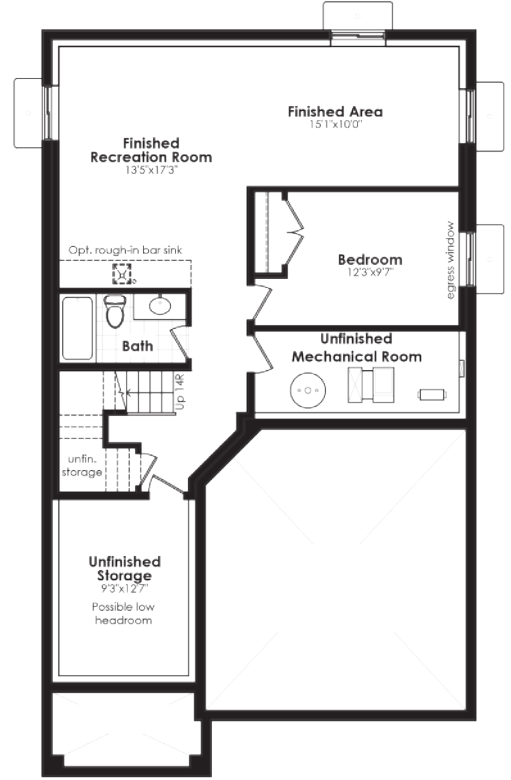 Finished Area
15'1"x10'0"
Finished
Recreation Room
13'5"x17'3"
Opt. rough-in bar sink
Bedroom
12'3"x9'7"
egress window
Bath
Unfinished
Mechanical Room
Up 14R
unfin.
storage
Unfinished
Storage
9'3"x12'7"
Possible low
headroom